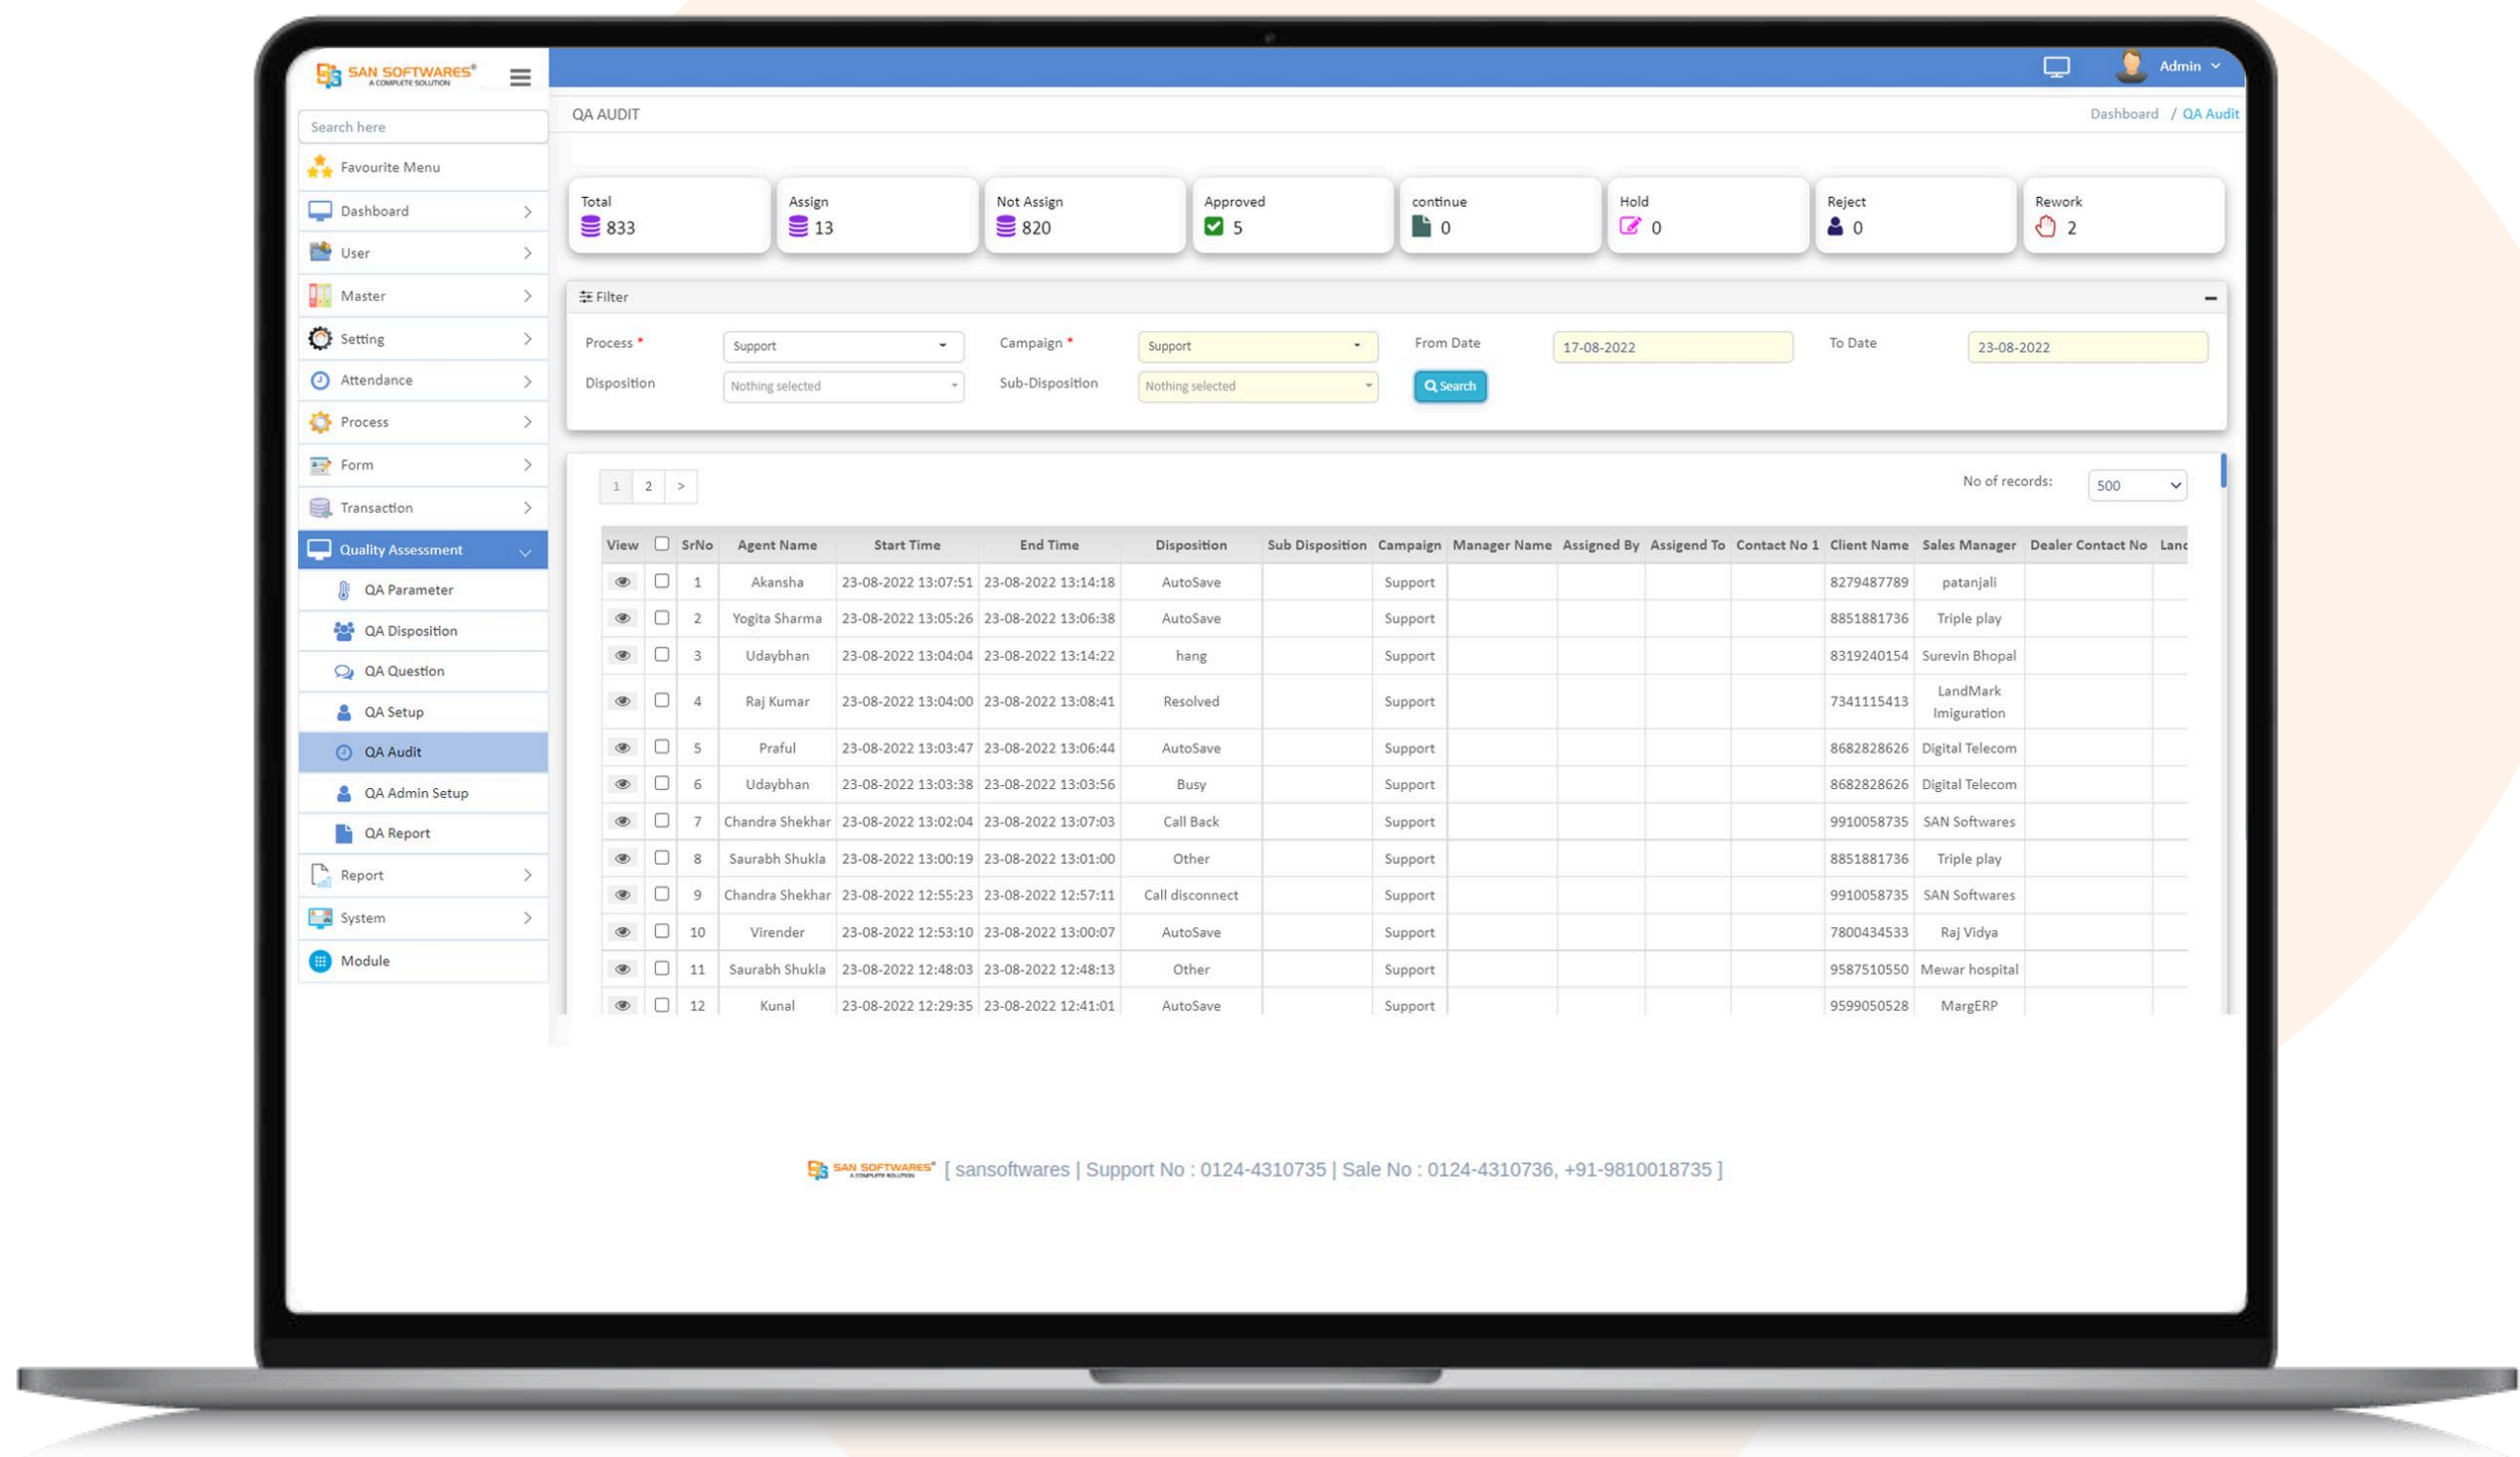 SAN SOFTWARES®
A COMPLETE SOLUTION
Admin
Search here
QA AUDIT
Dashboard / QA Audit
Favourite Menu
Dashboard
User
Master
Setting
Attendance
Process
Form
Transaction
Quality Assessment
QA Parameter
QA Disposition
QA Question
QA Setup
QA Audit
QA Admin Setup
QA Report
Report
System
Module
Total
833
Assign
13
Not Assign
820
Approved
5
continue
0
Hold
0
Reject
0
Rework
2
Filter
Process * Support Campaign * Support From Date 17-08-2022 To Date 23-08-2022
Disposition Nothing selected Sub-Disposition Nothing selected Search
1 2 > No of records: 500
View SrNo Agent Name Start Time End Time Disposition Sub Disposition Campaign Manager Name Assigned By Assigend To Contact No 1 Client Name Sales Manager Dealer Contact No Lanc
1 Akansha 23-08-2022 13:07:51 23-08-2022 13:14:18 AutoSave Support 8279487789 patanjali
2 Yogita Sharma 23-08-2022 13:05:26 23-08-2022 13:06:38 AutoSave Support 8851881736 Triple play
3 Udaybhan 23-08-2022 13:04:04 23-08-2022 13:14:22 hang Support 8319240154 Surevin Bhopal
4 Raj Kumar 23-08-2022 13:04:00 23-08-2022 13:08:41 Resolved Support 7341115413 LandMark
Imiguration
5 Praful 23-08-2022 13:03:47 23-08-2022 13:06:44 AutoSave Support 8682828626 Digital Telecom
6 Udaybhan 23-08-2022 13:03:38 23-08-2022 13:03:56 Busy Support 8682828626 Digital Telecom
7 Chandra Shekhar 23-08-2022 13:02:04 23-08-2022 13:07:03 Call Back Support 9910058735 SAN Softwares
8 Saurabh Shukla 23-08-2022 13:00:19 23-08-2022 13:01:00 Other Support 8851881736 Triple play
9 Chandra Shekhar 23-08-2022 12:55:23 23-08-2022 12:57:11 Call disconnect Support 9910058735 SAN Softwares
10 Virender 23-08-2022 12:53:10 23-08-2022 13:00:07 AutoSave Support 7800434533 Raj Vidya
11 Saurabh Shukla 23-08-2022 12:48:03 23-08-2022 12:48:13 Other Support 9587510550 Mewar hospital
12 Kunal 23-08-2022 12:29:35 23-08-2022 12:41:01 AutoSave Support 9599050528 MargERP
SAN SOFTWARES® [ sansoftwares | Support No : 0124-4310735 | Sale No : 0124-4310736, +91-9810018735 ]
A COMPLETE SOLUTION